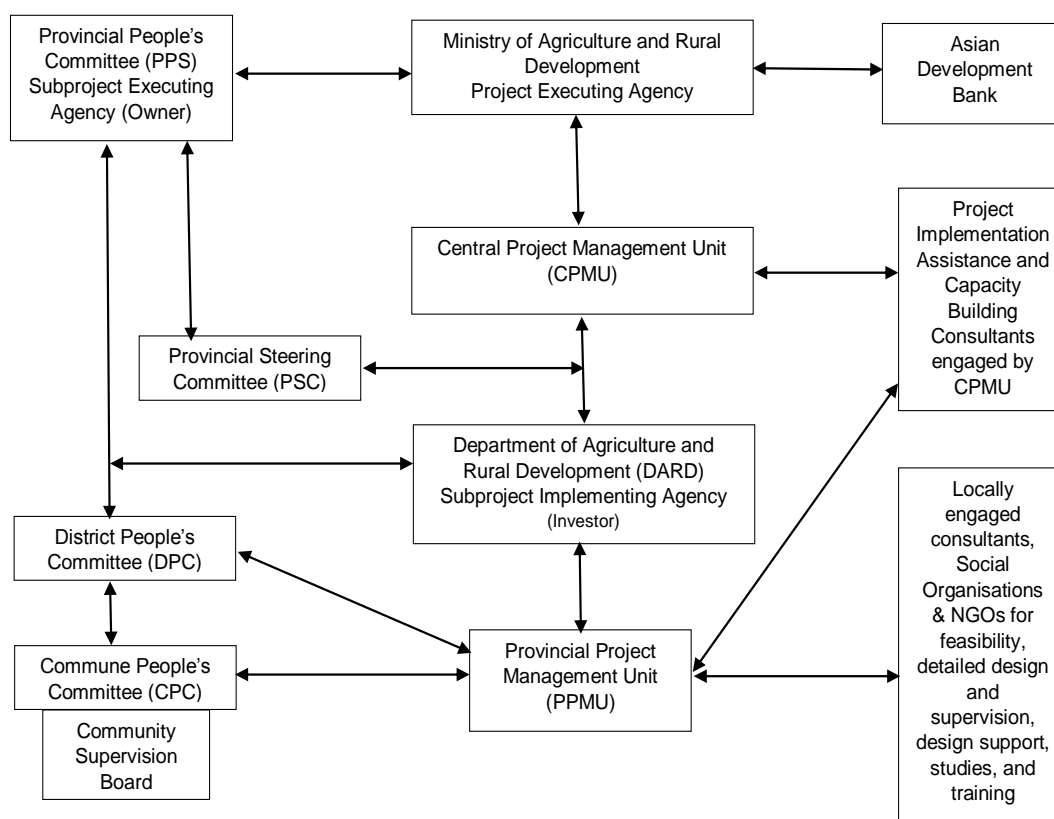 Provincial People's
Committee (PPS)
Subproject Executing
Agency (Owner)
Ministry of Agriculture and Rural
Development
Project Executing Agency
Asian
Development
Bank
Central Project Management Unit
(CPMU)
Project
Implementation
Assistance and
Capacity
Building
Consultants
engaged by
CPMU
Provincial Steering
Committee (PSC)
Department of Agriculture and
Rural Development (DARD)
Subproject Implementing Agency
(Investor)
District People's
Committee (DPC)
Locally
engaged
consultants,
Social
Organisations
& NGOs for
feasibility,
detailed design
and
supervision,
design support,
studies, and
training
Commune People's
Committee (CPC)
Provincial Project
Management Unit
(PPMU)
Community
Supervision
Board